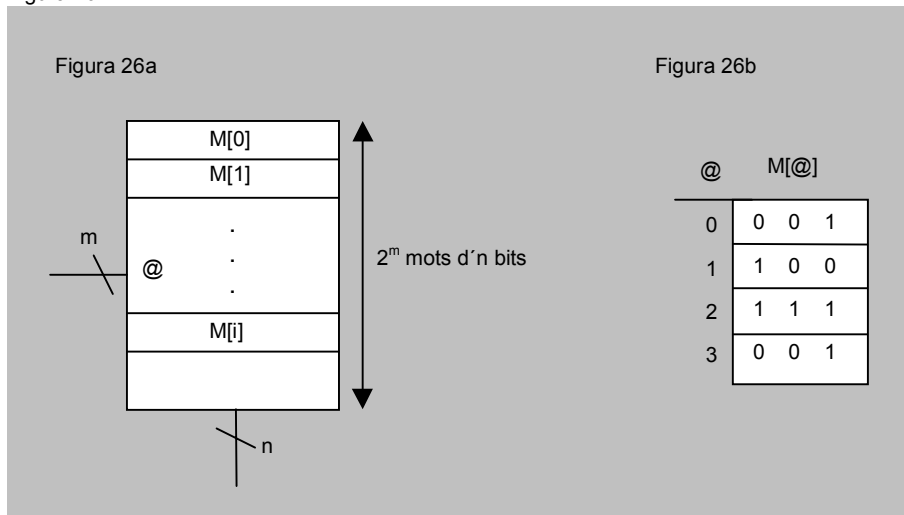 Figura 26a
M[0]
M[1]
.
.
.
m
@
M[i]
2^m mots d´n bits
n
Figura 26b
@ M[@]
0 0 0 1
1 1 0 0
2 1 1 1
3 0 0 1